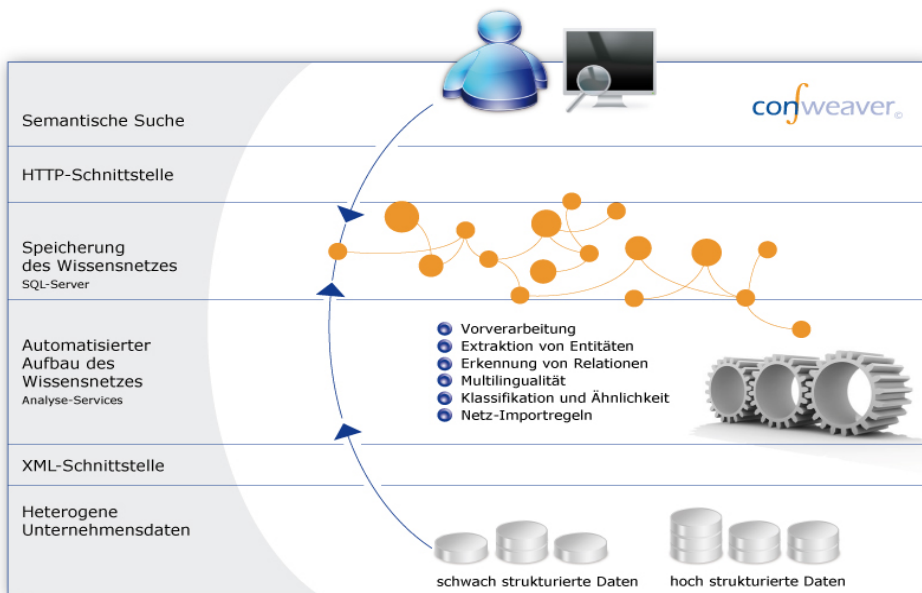 conweaver©
Semantische Suche
HTTP-Schnittstelle
Speicherung
des Wissensnetzes
SQL-Server
Automatisierter
Aufbau des
Wissensnetzes
Analyse-Services
Vorverarbeitung
Extraktion von Entitäten
Erkennung von Relationen
Multilingualität
Klassifikation und Ähnlichkeit
Netz-Importregeln
XML-Schnittstelle
Heterogene
Unternehmensdaten
schwach strukturierte Daten
hoch strukturierte Daten